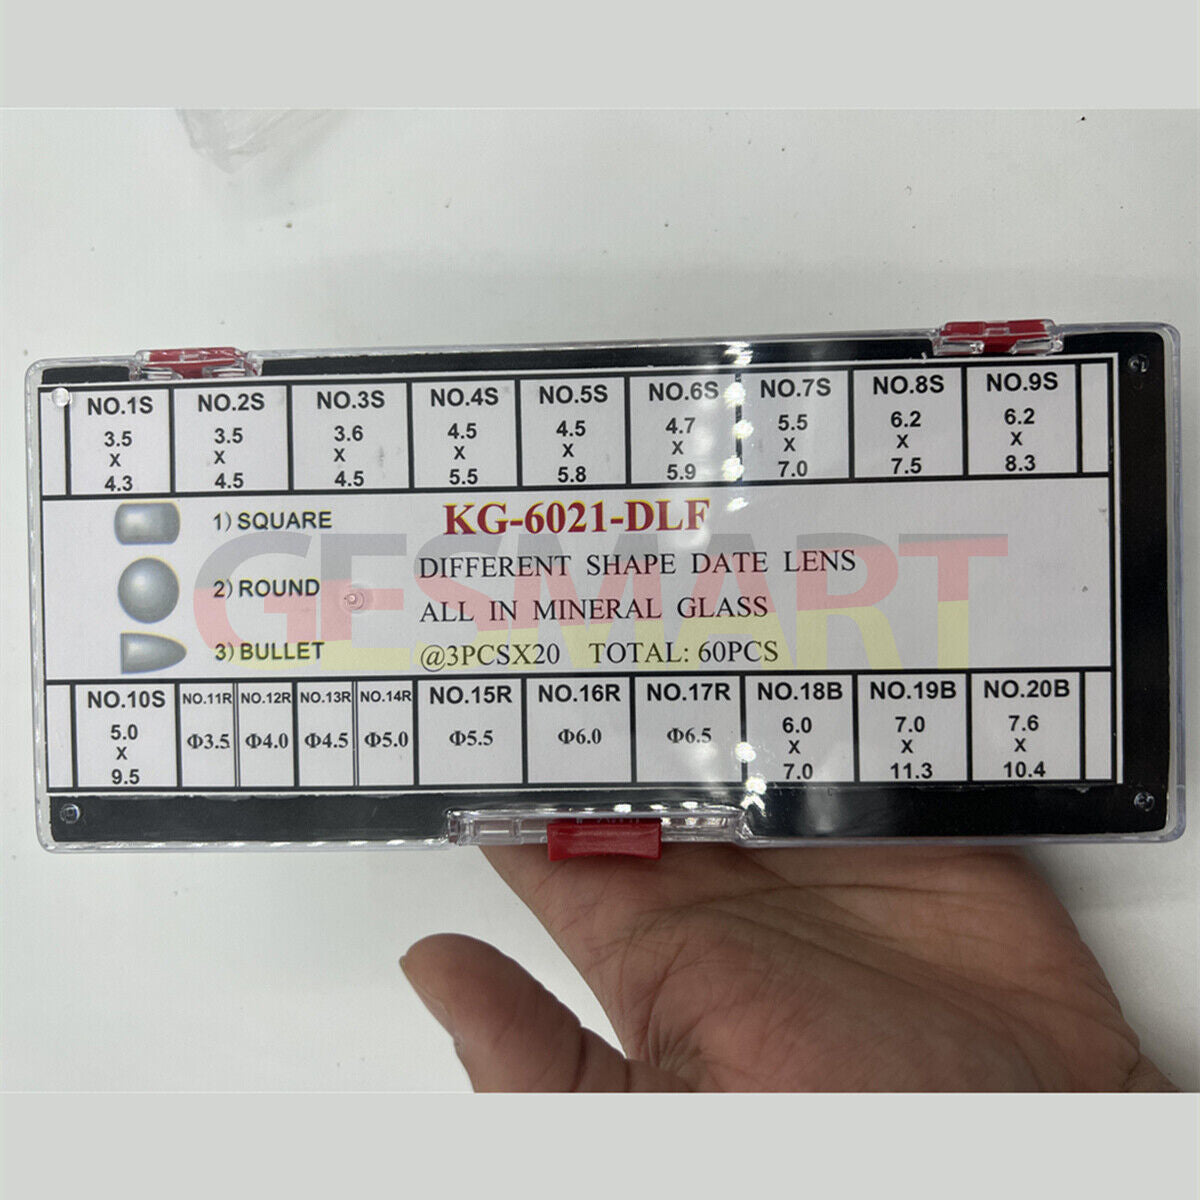 NO.1S NO.2S NO.3S NO.4S NO.5S NO.6S NO.7S NO.8S NO.9S
3.5 3.5 3.6 4.5 4.5 4.7 5.5 6.2 6.2
X X X X X X X X X
4.3 4.5 4.5 5.5 5.8 5.9 7.0 7.5 8.3
1) SQUARE
2) ROUND
3) BULLET
KG-6021-DLF
DIFFERENT SHAPE DATE LENS
ALL IN MINERAL GLASS
@3PCSX20 TOTAL: 60PCS
GESMART
NO.10S NO.11R NO.12R NO.13R NO.14R NO.15R NO.16R NO.17R NO.18B NO.19B NO.20B
5.0 Φ3.5 Φ4.0 Φ4.5 Φ5.0 Φ5.5 Φ6.0 Φ6.5 6.0 7.0 7.6
X X X X
9.5 7.0 11.3 10.4